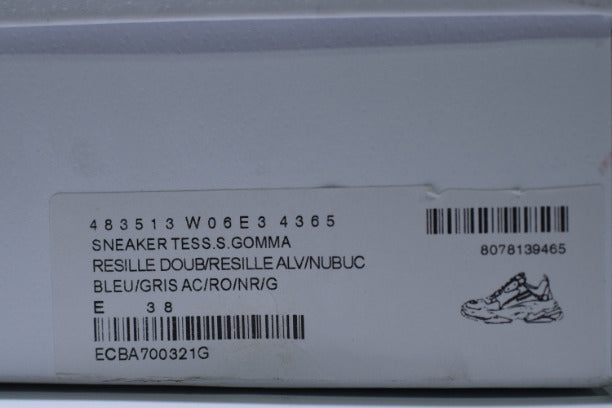 483513 W06E3 4365
SNEAKER TESS.S.GOMMA
RESILLE DOUB/RESILLE ALV/NUBUC
BLEU/GRIS AC/RO/NR/G
E 38
ECBA700321G
8078139465